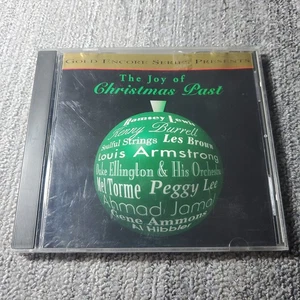 GOLD ENCORE SERIES PRESENTS
The Joy of
Christmas Past
Ramsey Lewis
Kenny Burrell
Soulful Strings Les Brown
Louis Armstrong
Duke Ellington & His Orchestra
Mel Torme Peggy Lee
Ahmad Jamal
Gene Ammons
Al Hibbler